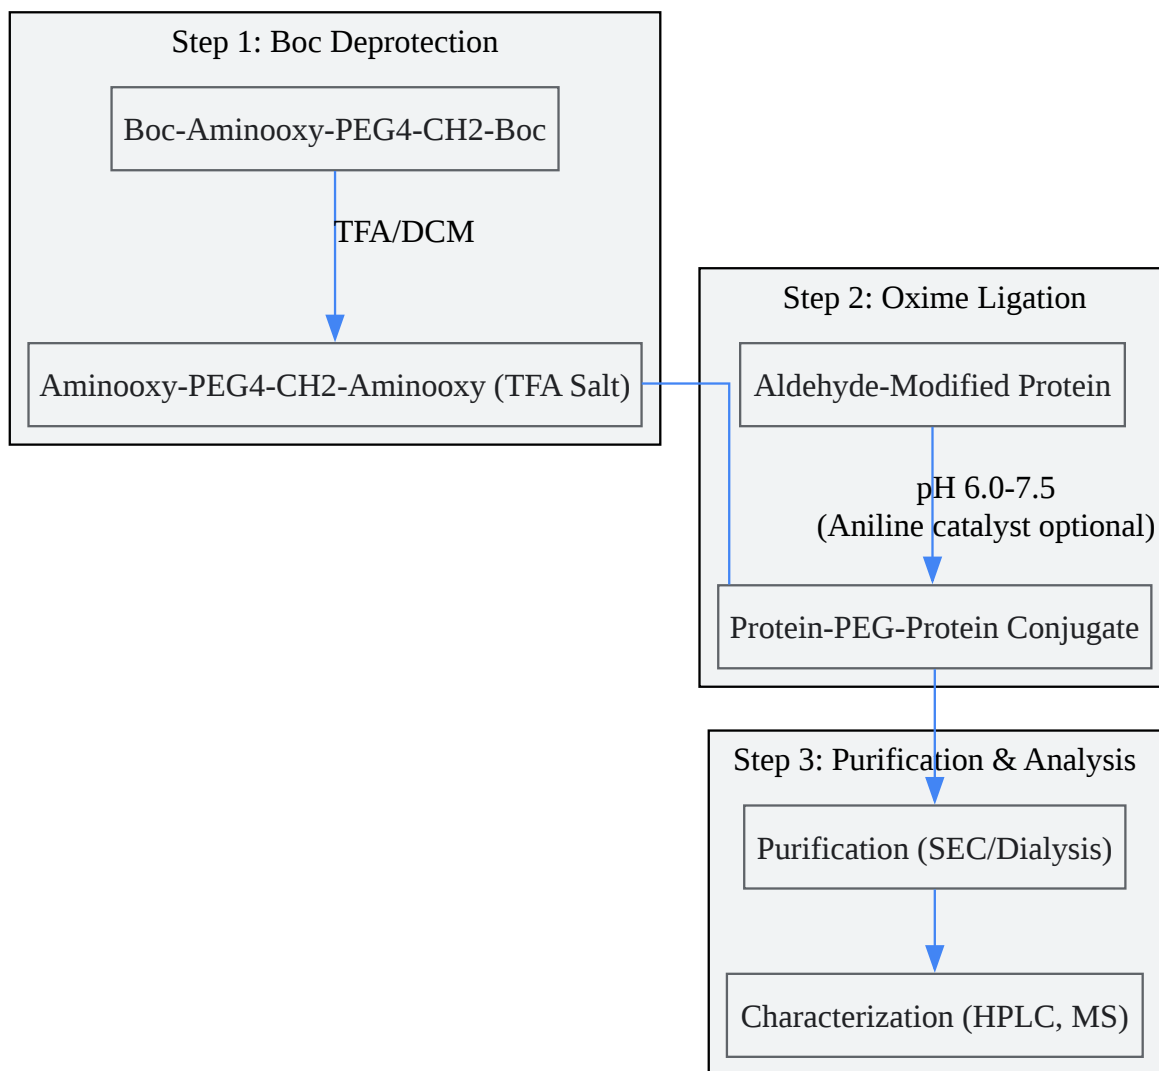 Step 1: Boc Deprotection
Boc-Aminooxy-PEG4-CH2-Boc
TFA/DCM
Aminooxy-PEG4-CH2-Aminooxy (TFA Salt)
Step 2: Oxime Ligation
Aldehyde-Modified Protein
pH 6.0-7.5
(Aniline catalyst optional)
Protein-PEG-Protein Conjugate
Step 3: Purification & Analysis
Purification (SEC/Dialysis)
Characterization (HPLC, MS)